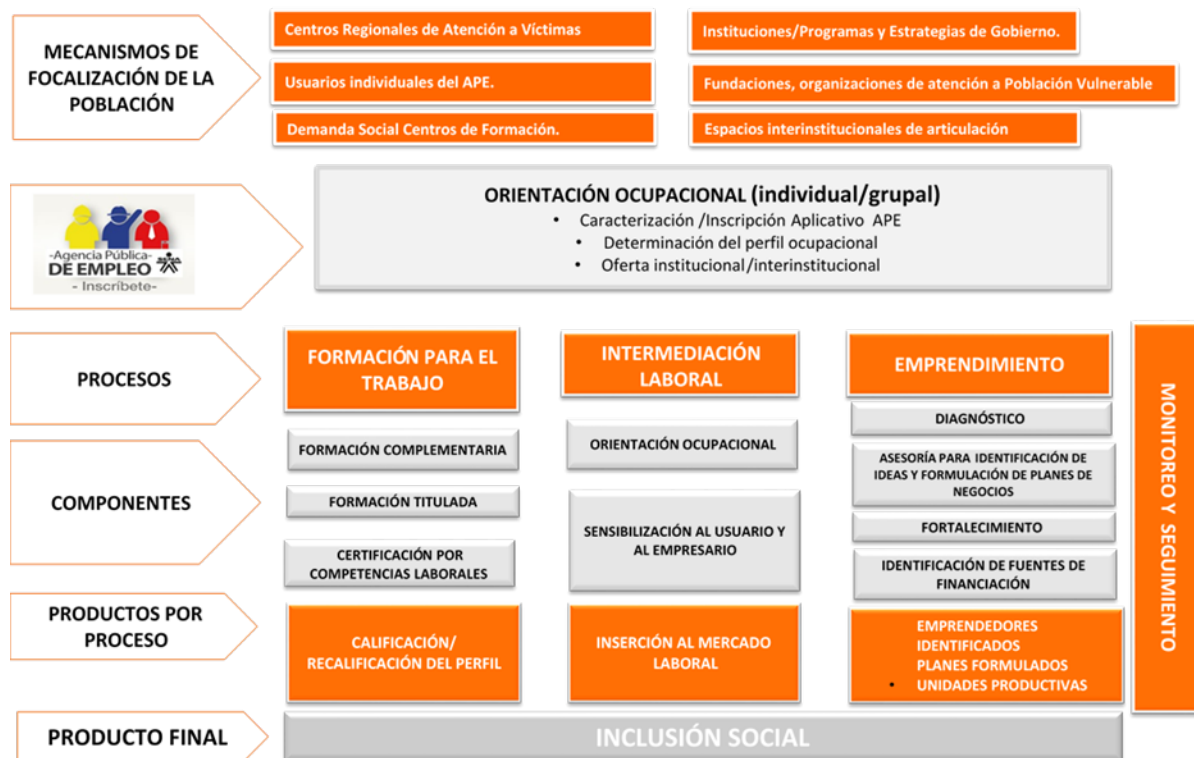 MECANISMOS DE
FOCALIZACIÓN DE LA
POBLACIÓN
Centros Regionales de Atención a Víctimas
Instituciones/Programas y Estrategias de Gobierno.
Usuarios individuales del APE.
Fundaciones, organizaciones de atención a Población Vulnerable
Demanda Social Centros de Formación.
Espacios interinstitucionales de articulación
-Agencia Pública-
DE EMPLEO
- Inscríbete-
ORIENTACIÓN OCUPACIONAL (individual/grupal)
• Caracterización /Inscripción Aplicativo APE
• Determinación del perfil ocupacional
• Oferta institucional/interinstitucional
PROCESOS
FORMACIÓN PARA EL
TRABAJO
INTERMEDIACIÓN
LABORAL
EMPRENDIMIENTO
COMPONENTES
FORMACIÓN COMPLEMENTARIA
FORMACIÓN TITULADA
CERTIFICACIÓN POR
COMPETENCIAS LABORALES
ORIENTACIÓN OCUPACIONAL
SENSIBILIZACIÓN AL USUARIO Y
AL EMPRESARIO
DIAGNÓSTICO
ASESORÍA PARA IDENTIFICACIÓN DE
IDEAS Y FORMULACIÓN DE PLANES DE
NEGOCIOS
FORTALECIMIENTO
IDENTIFICACIÓN DE FUENTES DE
FINANCIACIÓN
PRODUCTOS POR
PROCESO
CALIFICACIÓN/
RECALIFICACIÓN DEL PERFIL
INSERCIÓN AL MERCADO
LABORAL
EMPRENDEDORES
IDENTIFICADOS
PLANES FORMULADOS
• UNIDADES PRODUCTIVAS
MONITOREO Y SEGUIMIENTO
PRODUCTO FINAL
INCLUSIÓN SOCIAL